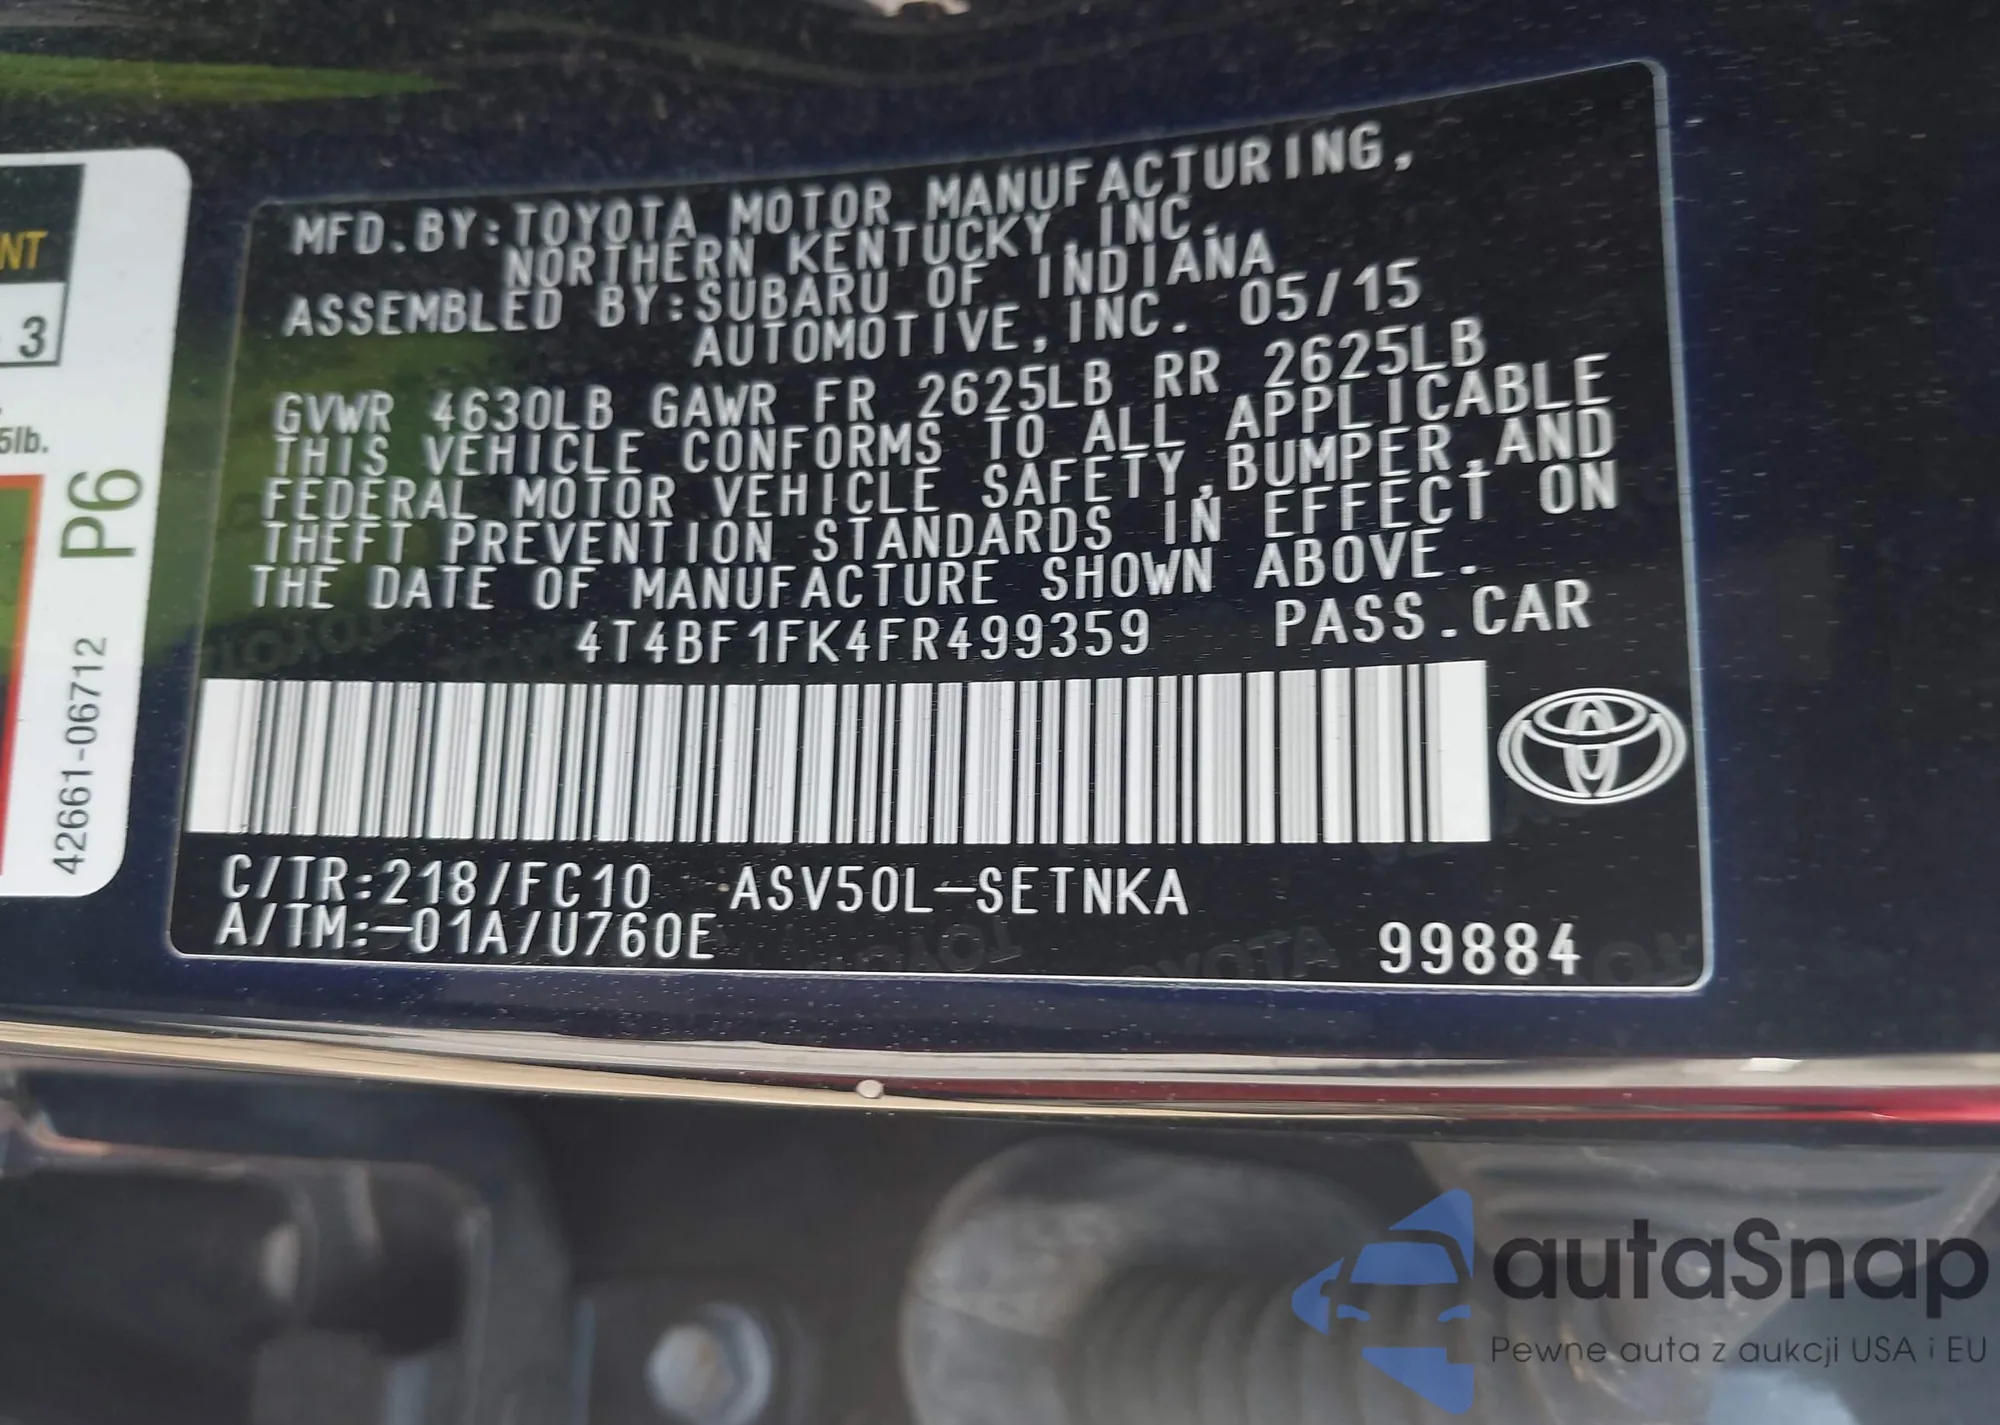 MFD.BY:TOYOTA MOTOR MANUFACTURING,
NORTHERN KENTUCKY,INC.
ASSEMBLED BY:SUBARU OF INDIANA
AUTOMOTIVE,INC. 05/15
GVWR 4630LB GAWR FR 2625LB RR 2625LB
THIS VEHICLE CONFORMS TO ALL APPLICABLE
FEDERAL MOTOR VEHICLE SAFETY,BUMPER,AND
THEFT PREVENTION STANDARDS IN EFFECT ON
THE DATE OF MANUFACTURE SHOWN ABOVE.
4T4BF1FK4FR499359 PASS.CAR
C/TR:218/FC10 ASV50L-SETNKA
A/TM:-01A/U760E 99884
NT
3
5lb.
P6
42661-06712
autaSnap
Pewne auta z aukcji USA i EU